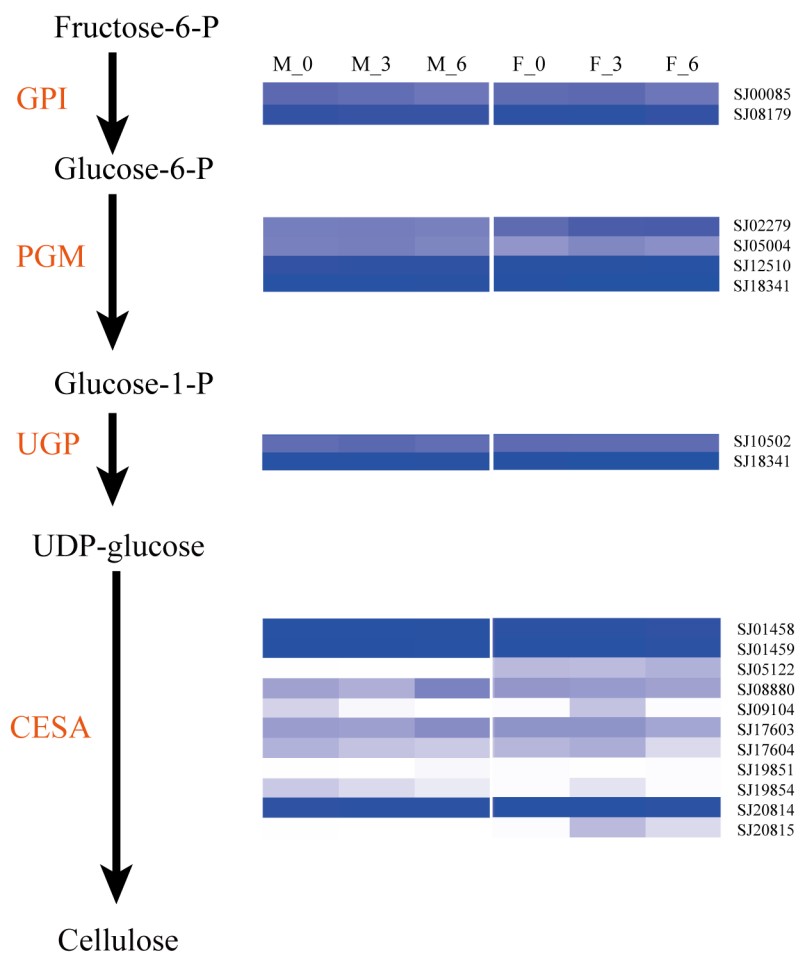 Fructose-6-P
M_0 M_3 M_6 F_0 F_3 F_6
GPI
SJ00085
SJ08179
Glucose-6-P
PGM
SJ02279
SJ05004
SJ12510
SJ18341
Glucose-1-P
UGP
SJ10502
SJ18341
UDP-glucose
CESA
SJ01458
SJ01459
SJ05122
SJ08880
SJ09104
SJ17603
SJ17604
SJ19851
SJ19854
SJ20814
SJ20815
Cellulose